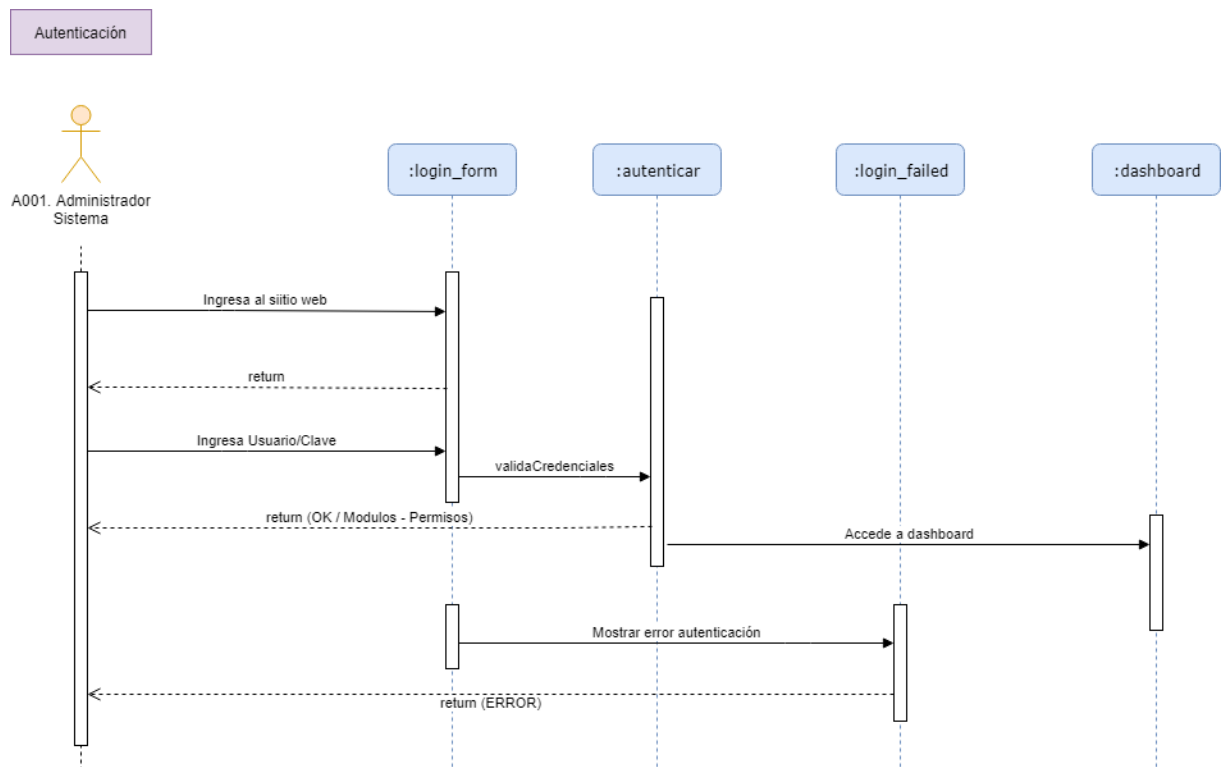 Autenticación
A001. Administrador
Sistema
:login_form
:autenticar
:login_failed
:dashboard
Ingresa al siitio web
return
Ingresa Usuario/Clave
validaCredenciales
return (OK / Modulos - Permisos)
Accede a dashboard
Mostrar error autenticación
return (ERROR)